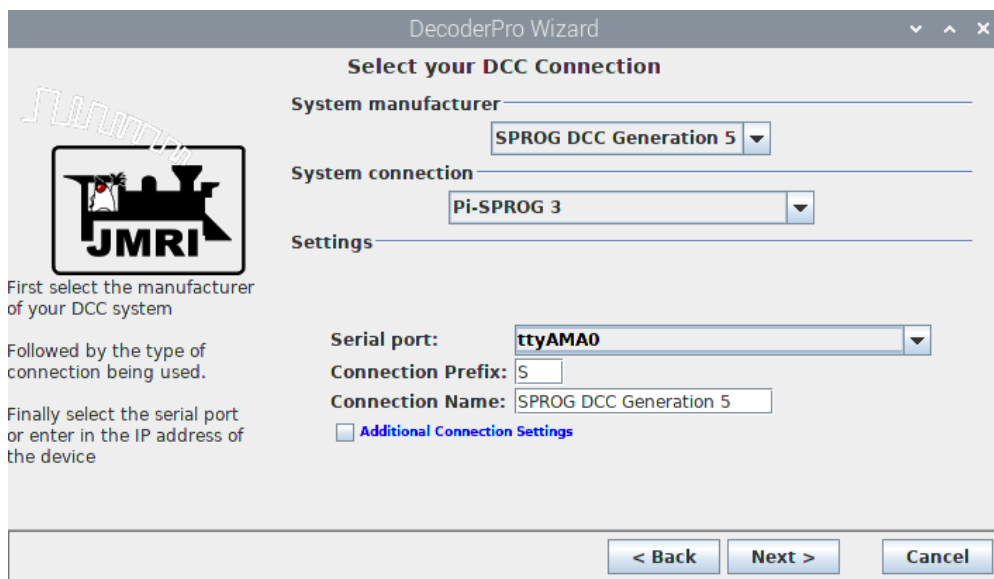 DecoderPro Wizard
Select your DCC Connection
System manufacturer
SPROG DCC Generation 5
System connection
Pi-SPROG 3
Settings
JMRI
First select the manufacturer
of your DCC system
Followed by the type of
connection being used.
Finally select the serial port
or enter in the IP address of
the device
Serial port: ttyAMA0
Connection Prefix: S
Connection Name: SPROG DCC Generation 5
Additional Connection Settings
< Back Next > Cancel